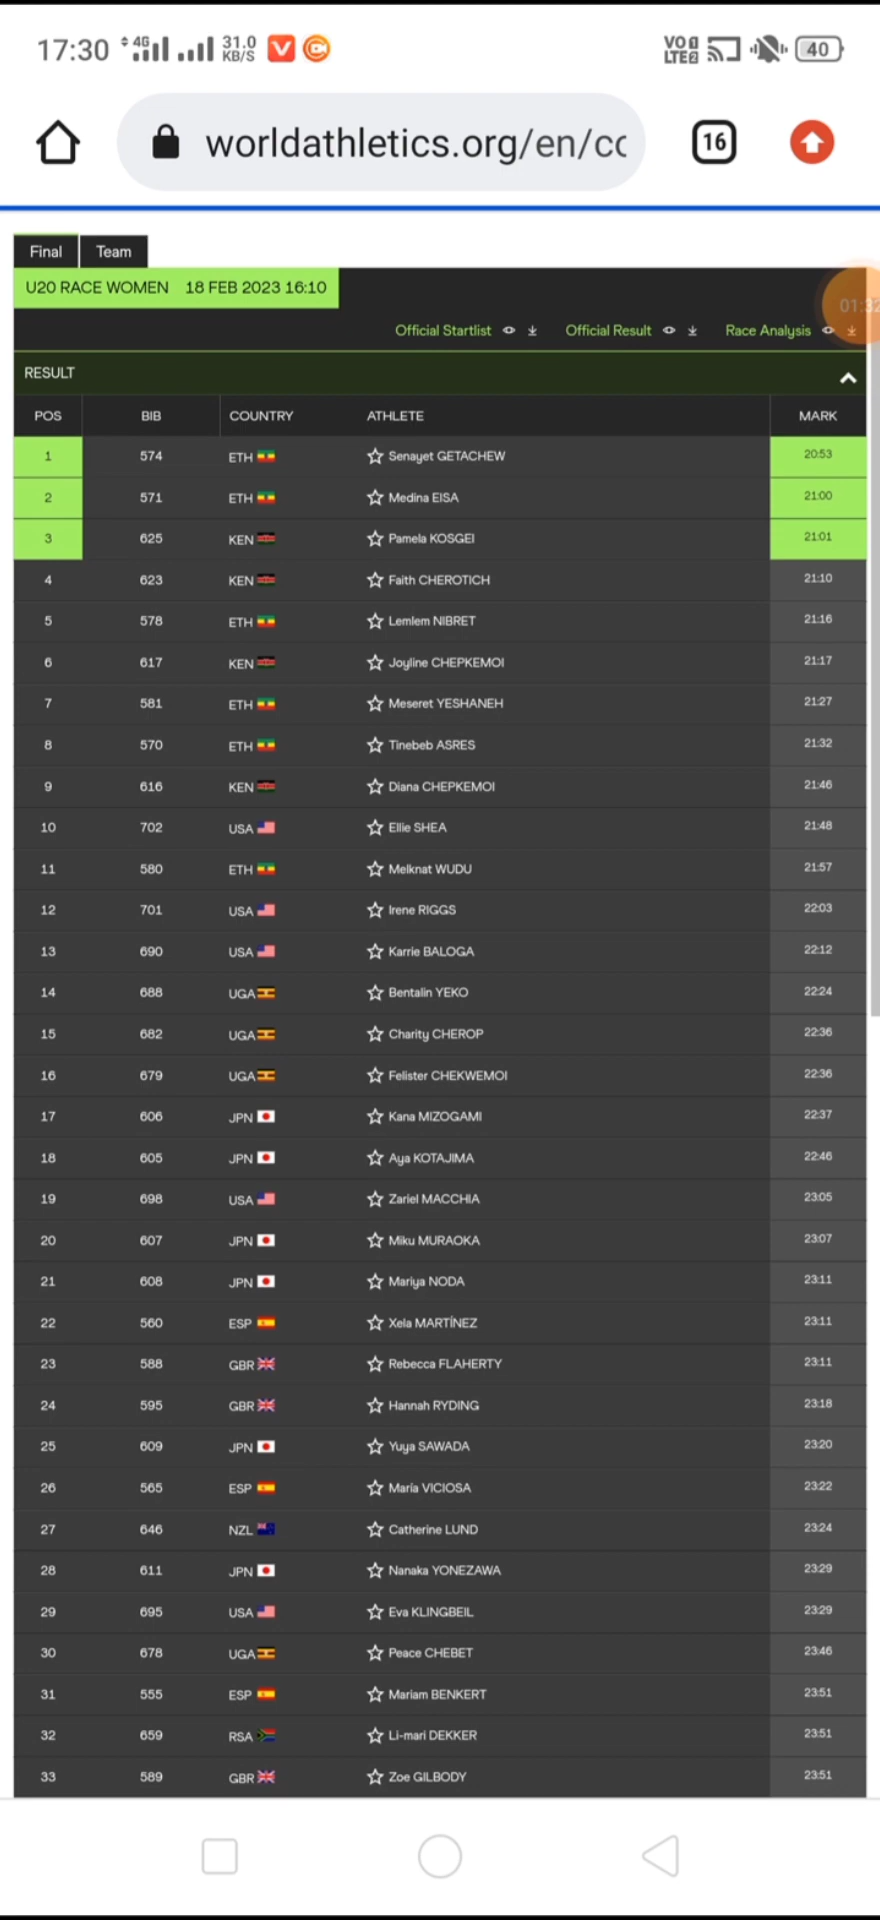 17:30 4G 31.0 KB/S VO LTE 40
worldathletics.org/en/cc 16
Final Team
U20 RACE WOMEN 18 FEB 2023 16:10
01:32
Official Startlist Official Result Race Analysis
RESULT
POS BIB COUNTRY ATHLETE MARK
1 574 ETH Senayet GETACHEW 20:53
2 571 ETH Medina EISA 21:00
3 625 KEN Pamela KOSGEI 21:01
4 623 KEN Faith CHEROTICH 21:10
5 578 ETH Lemlem NIBRET 21:16
6 617 KEN Joyline CHEPKEMOI 21:17
7 581 ETH Meseret YESHANEH 21:27
8 570 ETH Tinebeb ASRES 21:32
9 616 KEN Diana CHEPKEMOI 21:46
10 702 USA Ellie SHEA 21:48
11 580 ETH Melknat WUDU 21:57
12 701 USA Irene RIGGS 22:03
13 690 USA Karrie BALOGA 22:12
14 688 UGA Bentalin YEKO 22:24
15 682 UGA Charity CHEROP 22:36
16 679 UGA Felister CHEKWEMOI 22:36
17 606 JPN Kana MIZOGAMI 22:37
18 605 JPN Aya KOTAJIMA 22:46
19 698 USA Zariel MACCHIA 23:05
20 607 JPN Miku MURAOKA 23:07
21 608 JPN Mariya NODA 23:11
22 560 ESP Xela MARTÍNEZ 23:11
23 588 GBR Rebecca FLAHERTY 23:11
24 595 GBR Hannah RYDING 23:18
25 609 JPN Yuya SAWADA 23:20
26 565 ESP María VICIOSA 23:22
27 646 NZL Catherine LUND 23:24
28 611 JPN Nanaka YONEZAWA 23:29
29 695 USA Eva KLINGBEIL 23:29
30 678 UGA Peace CHEBET 23:46
31 555 ESP Mariam BENKERT 23:51
32 659 RSA Li-mari DEKKER 23:51
33 589 GBR Zoe GILBODY 23:51